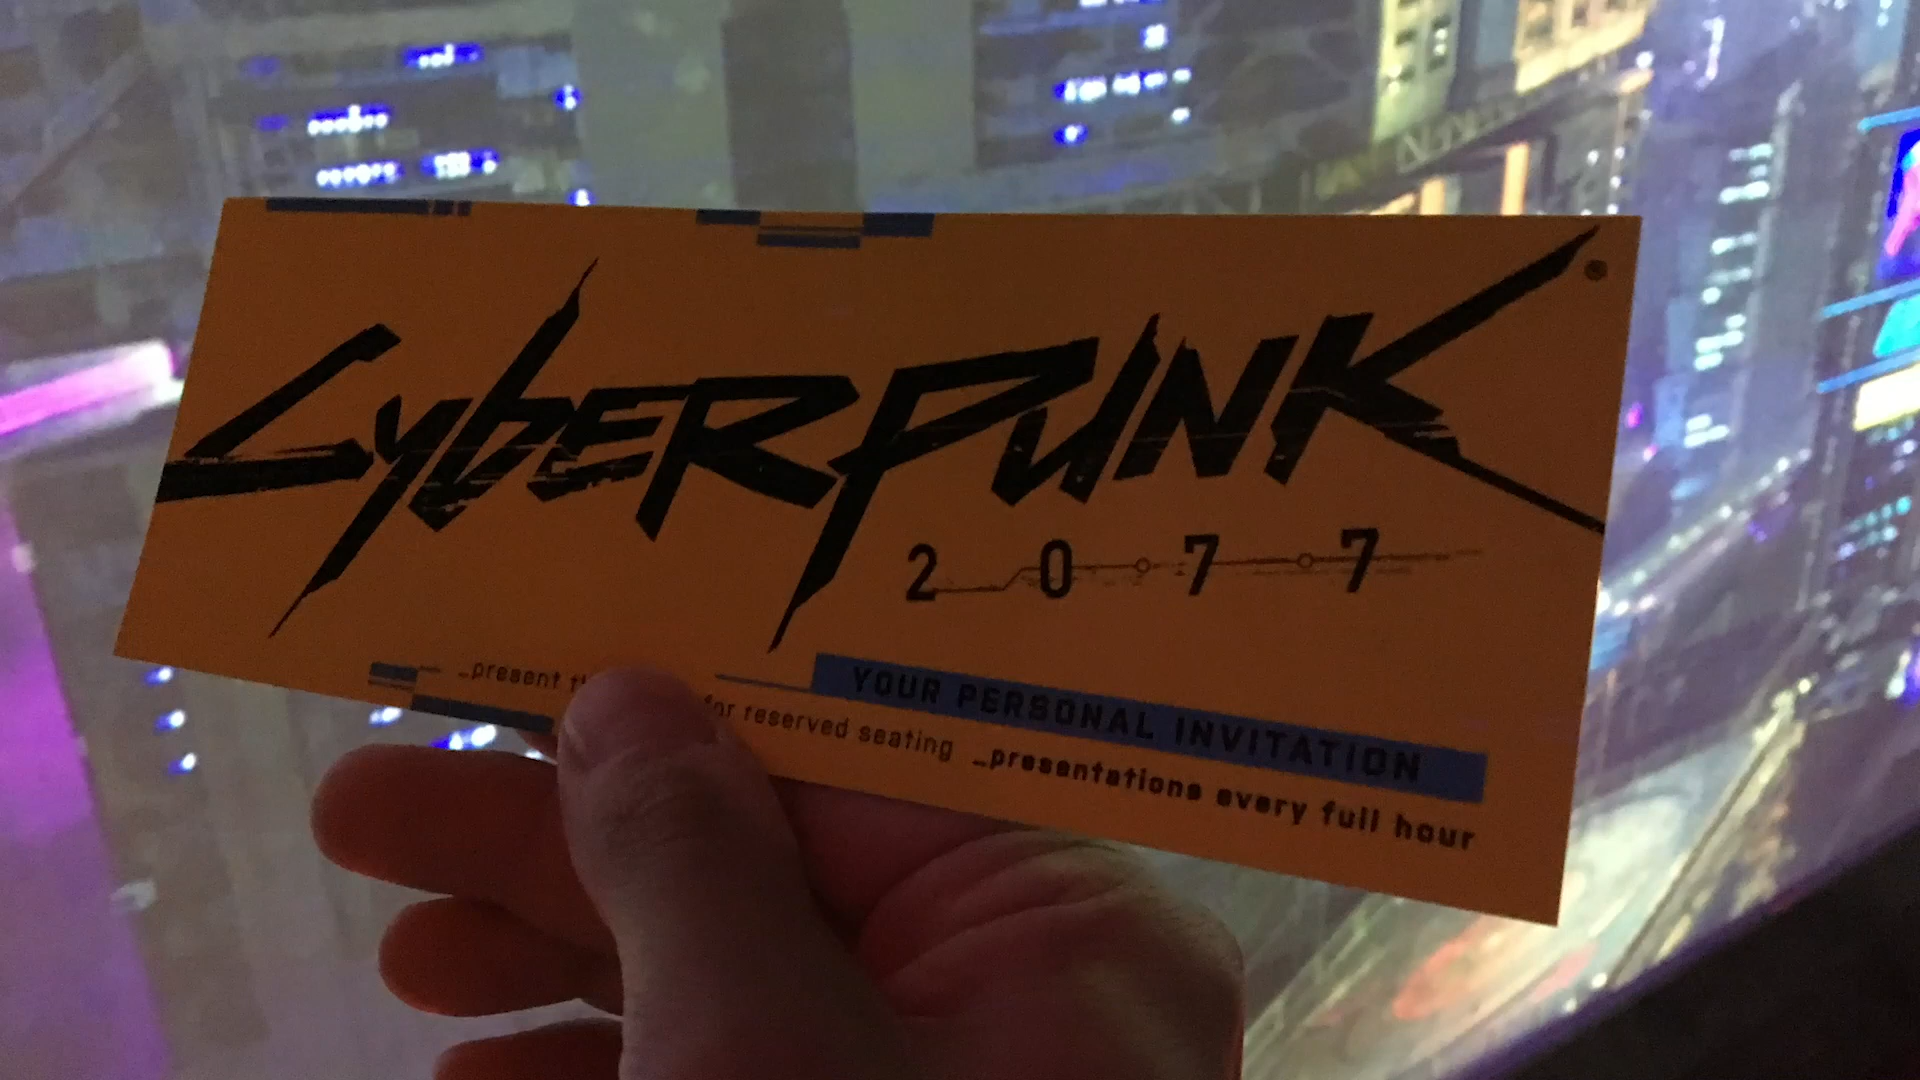 CyberPUNK
2077
_present t
for reserved seating
YOUR PERSONAL INVITATION
_presentations every full hour